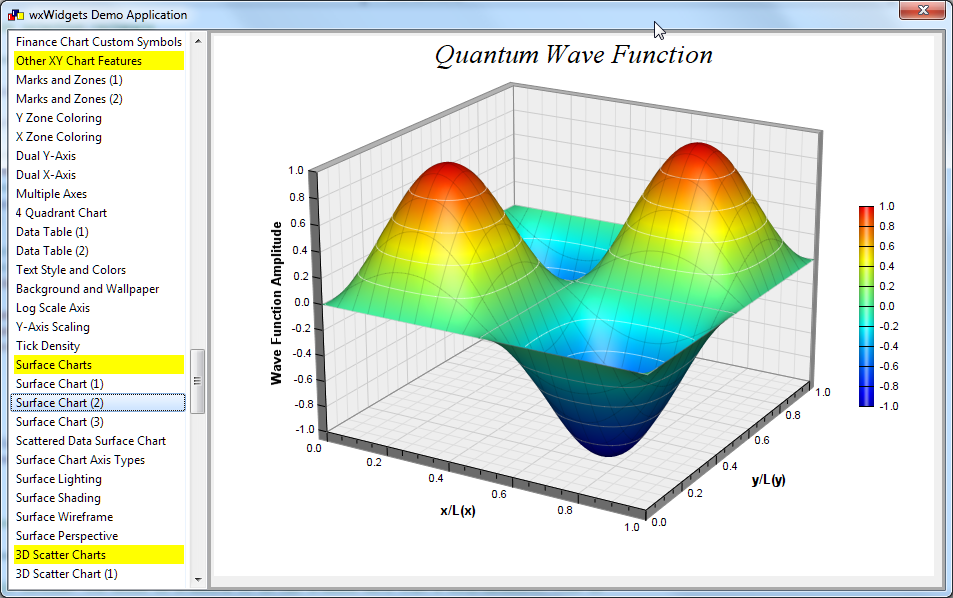 wxWidgets Demo Application
Finance Chart Custom Symbols
Other XY Chart Features
Marks and Zones (1)
Marks and Zones (2)
Y Zone Coloring
X Zone Coloring
Dual Y-Axis
Dual X-Axis
Multiple Axes
4 Quadrant Chart
Data Table (1)
Data Table (2)
Text Style and Colors
Background and Wallpaper
Log Scale Axis
Y-Axis Scaling
Tick Density
Surface Charts
Surface Chart (1)
Surface Chart (2)
Surface Chart (3)
Scattered Data Surface Chart
Surface Chart Axis Types
Surface Lighting
Surface Shading
Surface Wireframe
Surface Perspective
3D Scatter Charts
3D Scatter Chart (1)
Quantum Wave Function
Wave Function Amplitude
1.0
0.8
0.6
0.4
0.2
0.0
-0.2
-0.4
-0.6
-0.8
-1.0
0.0
0.2
0.4
0.6
0.8
1.0
x/L(x)
0.0
0.2
0.4
0.6
0.8
1.0
y/L(y)
1.0
0.8
0.6
0.4
0.2
0.0
-0.2
-0.4
-0.6
-0.8
-1.0